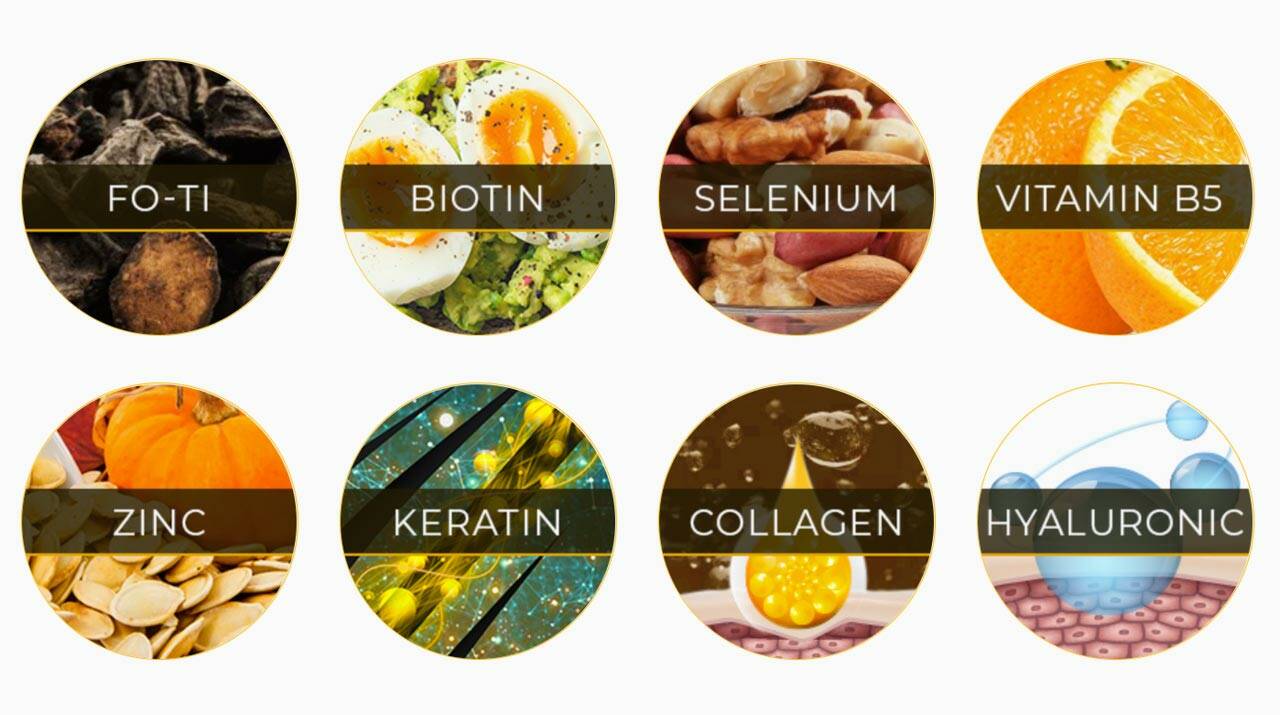 FO-TI
BIOTIN
SELENIUM
VITAMIN B5
ZINC
KERATIN
COLLAGEN
HYALURONIC